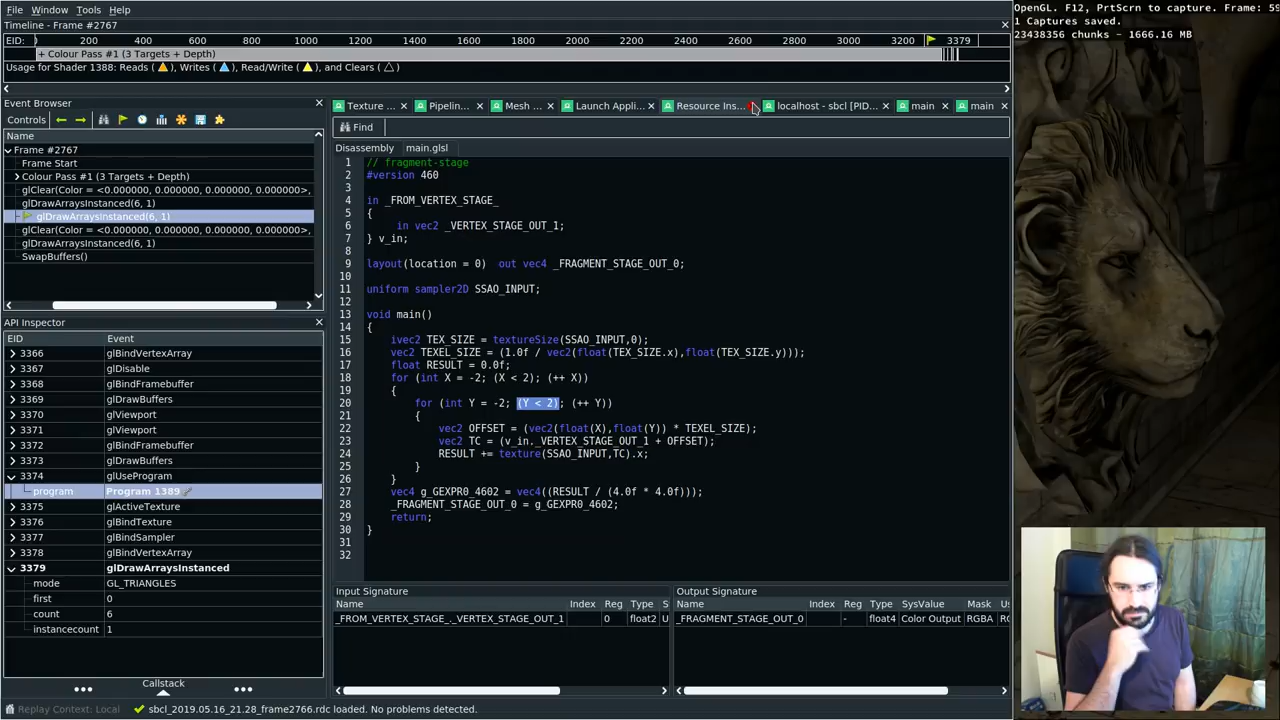 File Window Tools Help
Timeline - Frame #2767
EID: 0 200 400 600 800 1000 1200 1400 1600 1800 2000 2200 2400 2600 2800 3000 3200 3379
+ Colour Pass #1 (3 Targets + Depth)
Usage for Shader 1388: Reads ( ), Writes ( ), Read/Write ( ), and Clears ( )
Event Browser
Controls
Name
Frame #2767
Frame Start
Colour Pass #1 (3 Targets + Depth)
glClear(Color = <0.000000, 0.000000, 0.000000, 0.000000>,
glDrawArraysInstanced(6, 1)
glDrawArraysInstanced(6, 1)
glClear(Color = <0.000000, 0.000000, 0.000000, 0.000000>,
glDrawArraysInstanced(6, 1)
SwapBuffers()
API Inspector
EID Event
3366 glBindVertexArray
3367 glDisable
3368 glBindFramebuffer
3369 glDrawBuffers
3370 glViewport
3371 glViewport
3372 glBindFramebuffer
3373 glDrawBuffers
3374 glUseProgram
program Program 1389
3375 glActiveTexture
3376 glBindTexture
3377 glBindSampler
3378 glBindVertexArray
3379 glDrawArraysInstanced
mode GL_TRIANGLES
first 0
count 6
instancecount 1
Callstack
Replay Context: Local sbcl_2019.05.16_21.28_frame2766.rdc loaded. No problems detected.
Texture ... Pipelin... Mesh ... Launch Appli... Resource Ins... localhost - sbcl [PID... main main
Find
Disassembly main.glsl
1 // fragment-stage
2 #version 460
3
4 in _FROM_VERTEX_STAGE_
5 {
6 in vec2 _VERTEX_STAGE_OUT_1;
7 } v_in;
8
9 layout(location = 0)  out vec4 _FRAGMENT_STAGE_OUT_0;
10
11 uniform sampler2D SSAO_INPUT;
12
13 void main()
14 {
15 ivec2 TEX_SIZE = textureSize(SSAO_INPUT,0);
16 vec2 TEXEL_SIZE = (1.0f / vec2(float(TEX_SIZE.x),float(TEX_SIZE.y)));
17 float RESULT = 0.0f;
18 for (int X = -2; (X < 2); (++ X))
19 {
20 for (int Y = -2; (Y < 2); (++ Y))
21 {
22 vec2 OFFSET = (vec2(float(X),float(Y)) * TEXEL_SIZE);
23 vec2 TC = (v_in._VERTEX_STAGE_OUT_1 + OFFSET);
24 RESULT += texture(SSAO_INPUT,TC).x;
25 }
26 }
27 vec4 g_GEXPR0_4602 = vec4((RESULT / (4.0f * 4.0f)));
28 _FRAGMENT_STAGE_OUT_0 = g_GEXPR0_4602;
29 return;
30 }
31
32
Input Signature
Name Index Reg Type S
_FROM_VERTEX_STAGE_._VERTEX_STAGE_OUT_1 0 float2 U
Output Signature
Name Index Reg Type SysValue Mask Us
_FRAGMENT_STAGE_OUT_0 - float4 Color Output RGBA RG
OpenGL. F12, PrtScrn to capture. Frame: 59
1 Captures saved.
23438356 chunks - 1666.16 MB